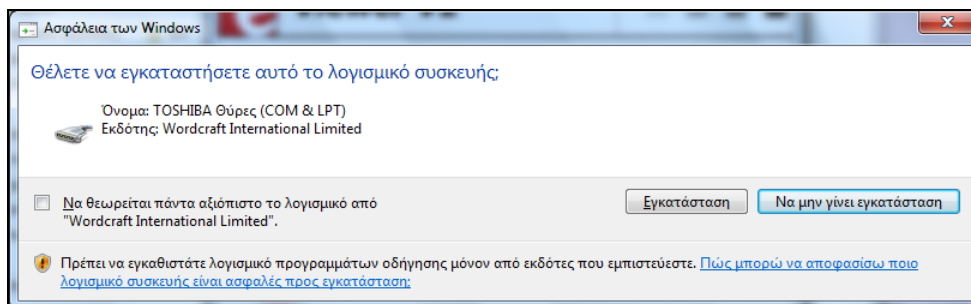 Ασφάλεια των Windows
Θέλετε να εγκαταστήσετε αυτό το λογισμικό συσκευής;
Όνομα: TOSHIBA Θύρες (COM & LPT)
Εκδότης: Wordcraft International Limited
Να θεωρείται πάντα αξιόπιστο το λογισμικό από
"Wordcraft International Limited".
Εγκατάσταση
Να μην γίνει εγκατάσταση
Πρέπει να εγκαθιστάτε λογισμικό προγραμμάτων οδήγησης μόνον από εκδότες που εμπιστεύεστε. Πώς μπορώ να αποφασίσω ποιο
λογισμικό συσκευής είναι ασφαλές προς εγκατάσταση;